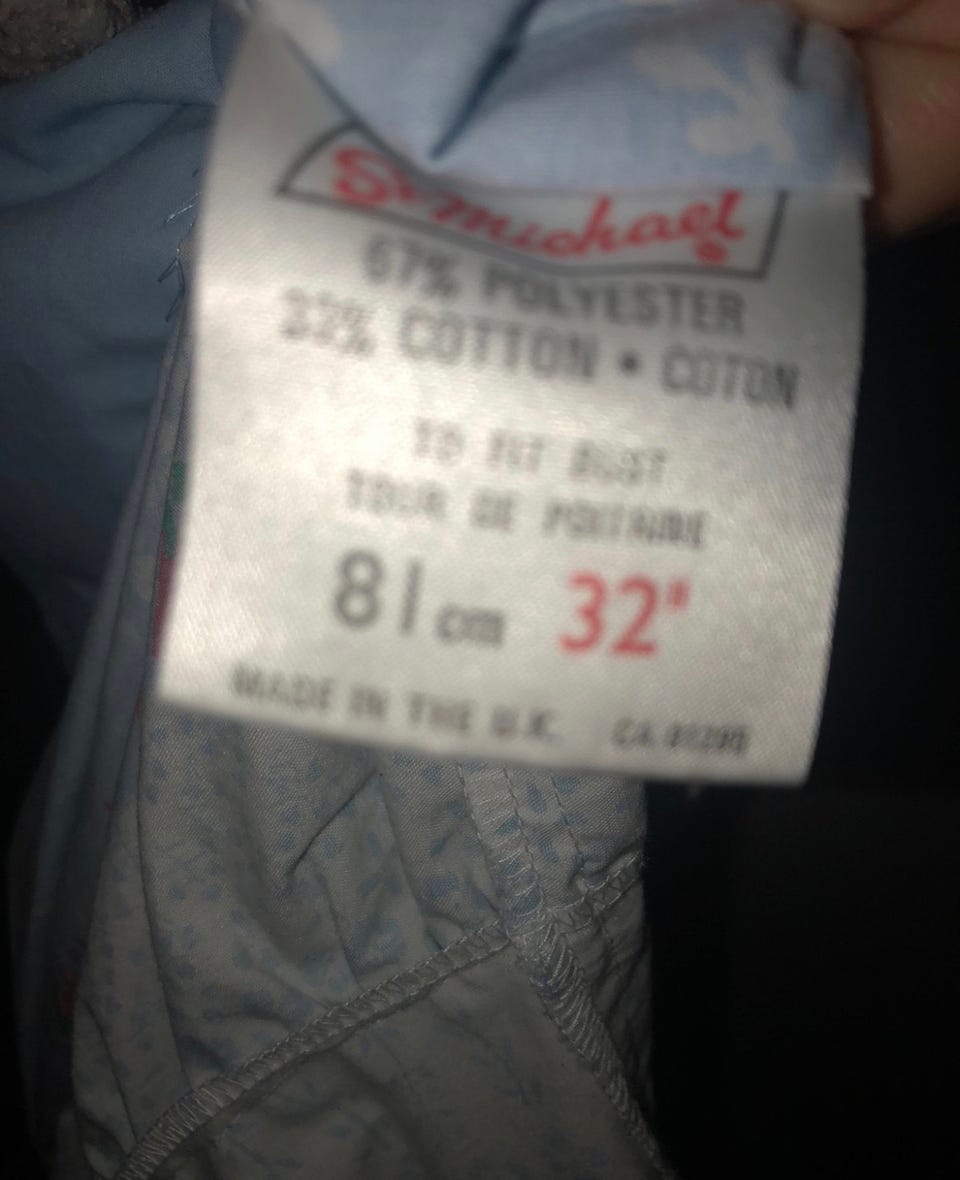 St Michael ®
67% POLYESTER
33% COTTON • COTON
TO FIT BUST
TOUR DE POITRINE
81 cm 32"
MADE IN THE U.K. CA